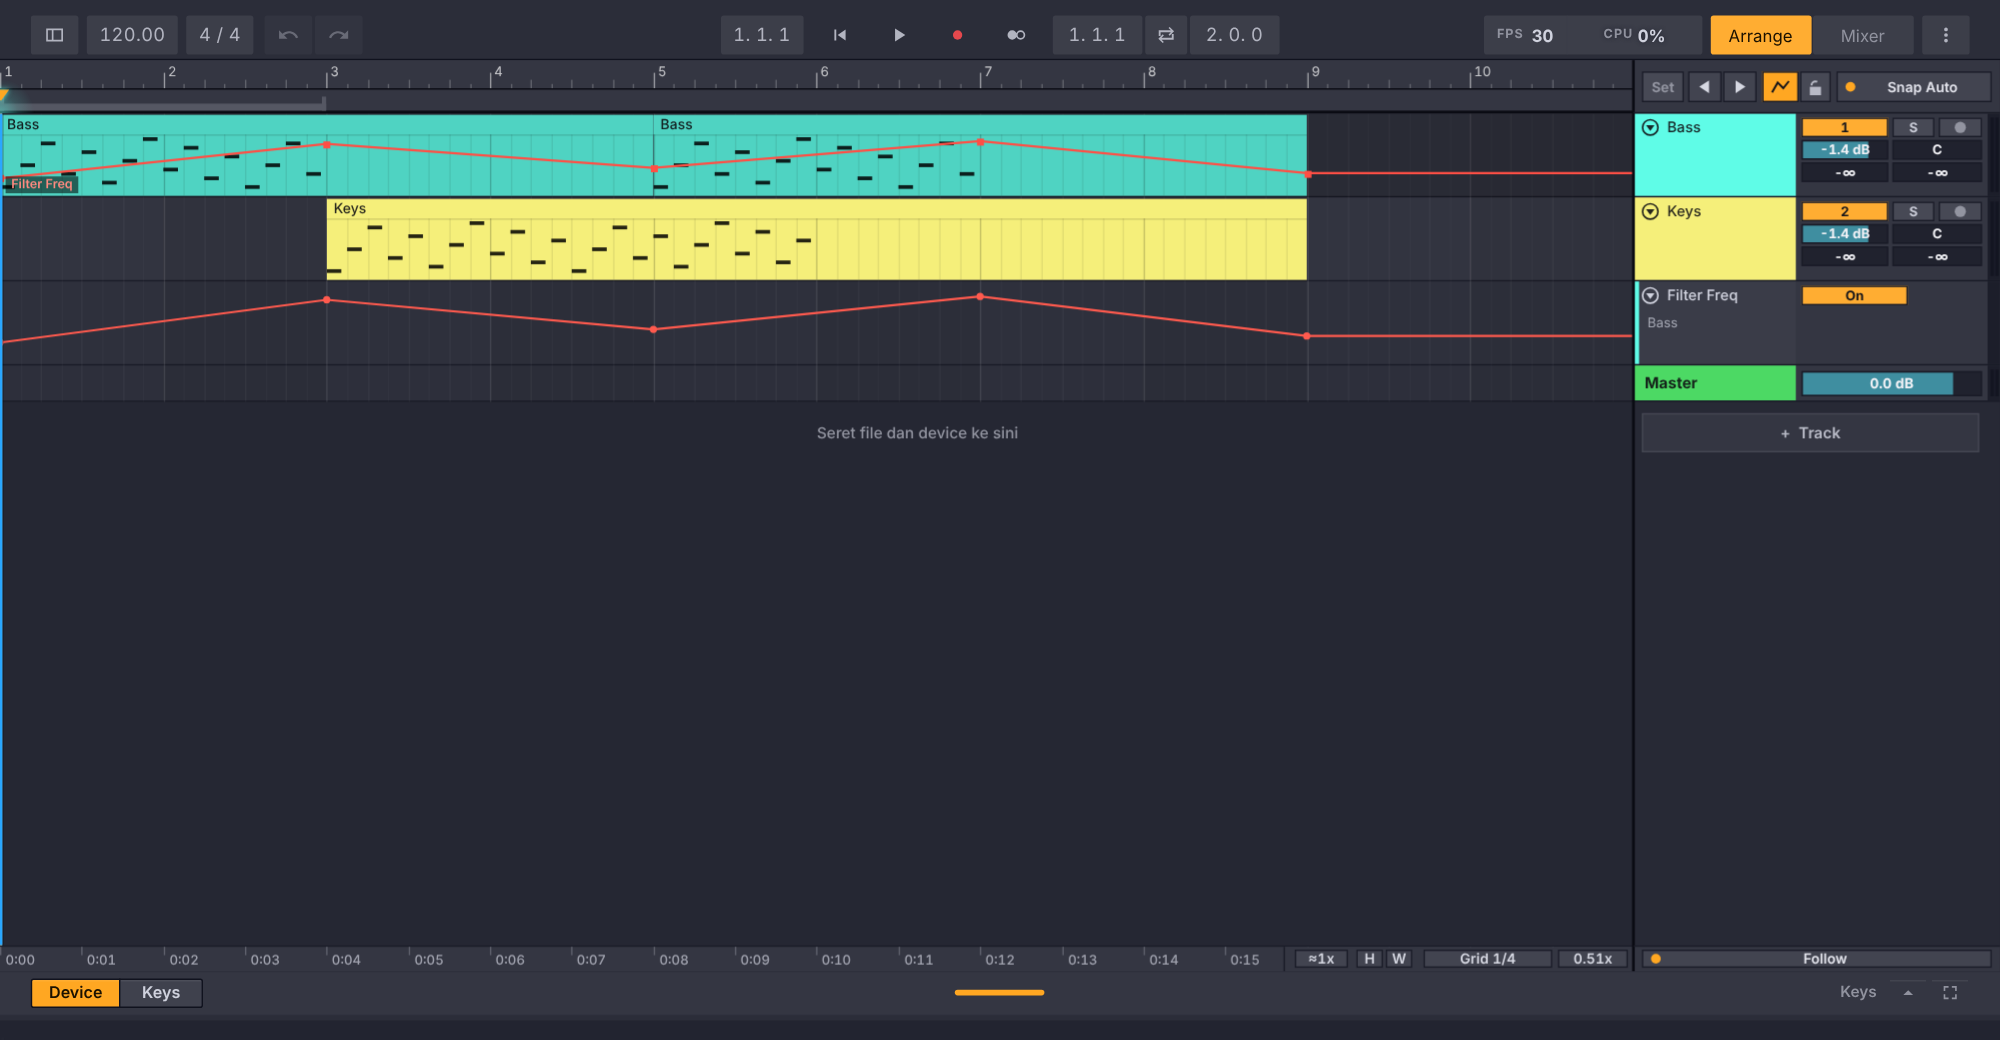 120.00 4 / 4 1. 1. 1 1. 1. 1 2. 0. 0 FPS 30 CPU 0% Arrange Mixer
1 2 3 4 5 6 7 8 9 10
Set Snap Auto
Bass Bass
Filter Freq
Bass 1 S
-1.4 dB C
-∞ -∞
Keys
Keys 2 S
-1.4 dB C
-∞ -∞
Filter Freq On
Bass
Master 0.0 dB
Seret file dan device ke sini
+ Track
0:00 0:01 0:02 0:03 0:04 0:05 0:06 0:07 0:08 0:09 0:10 0:11 0:12 0:13 0:14 0:15 ≈1x H W Grid 1/4 0.51x Follow
Device Keys Keys